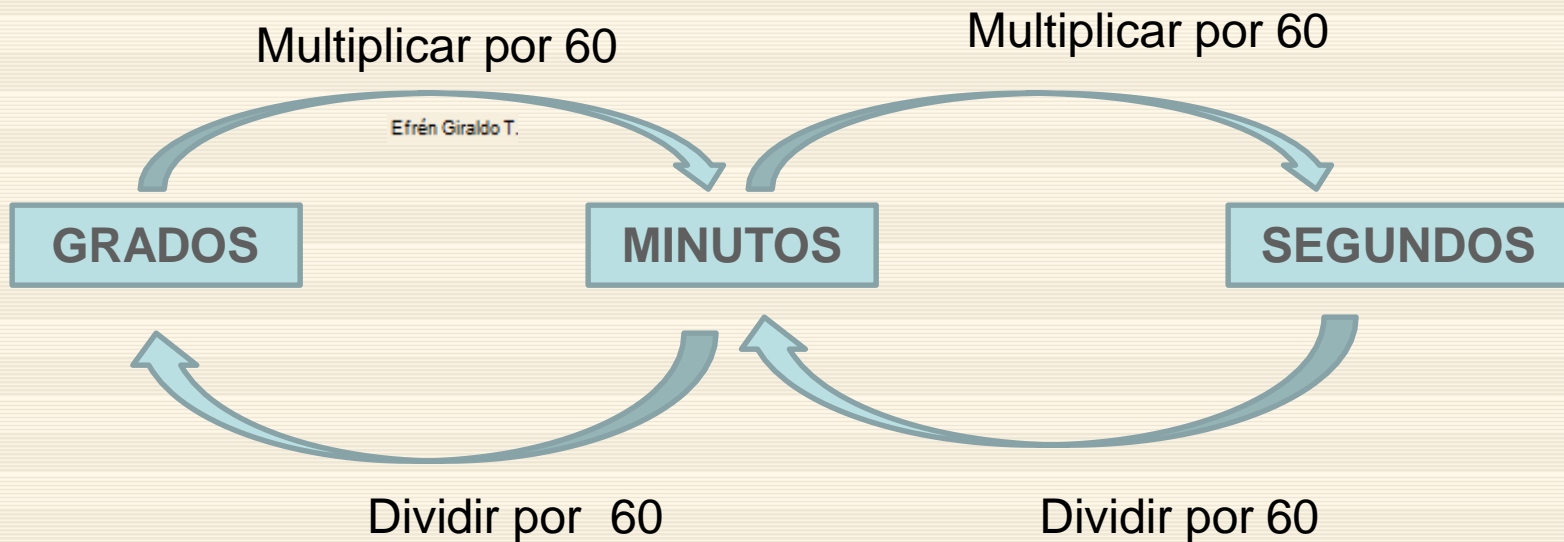 Multiplicar por 60
Multiplicar por 60
Efrén Giraldo T.
GRADOS
MINUTOS
SEGUNDOS
Dividir por 60
Dividir por 60